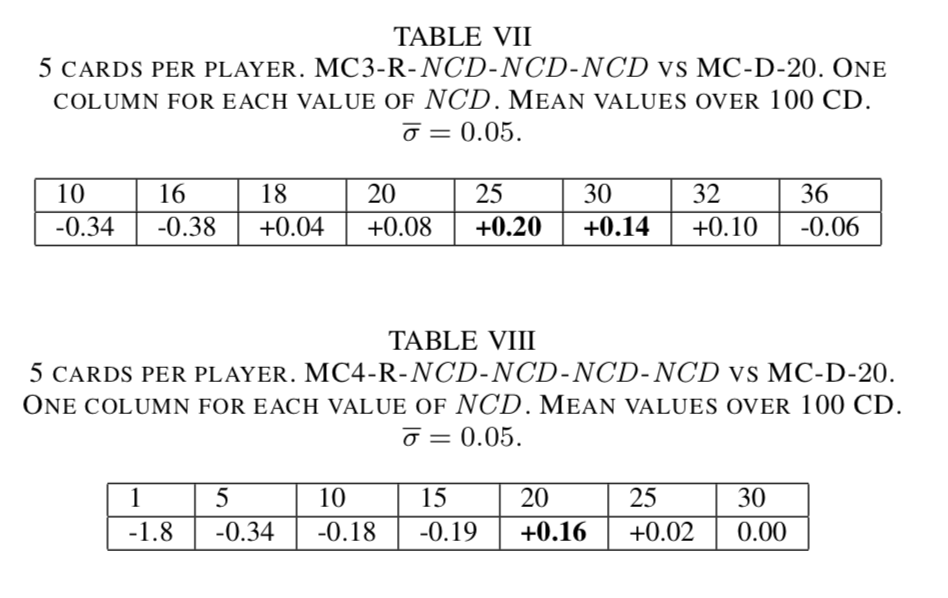 TABLE VII
5 CARDS PER PLAYER. MC3-R-NCD-NCD-NCD VS MC-D-20. ONE
COLUMN FOR EACH VALUE OF NCD. MEAN VALUES OVER 100 CD.
σ̅ = 0.05.
10 16 18 20 25 30 32 36
-0.34 -0.38 +0.04 +0.08 +0.20 +0.14 +0.10 -0.06
TABLE VIII
5 CARDS PER PLAYER. MC4-R-NCD-NCD-NCD-NCD VS MC-D-20.
ONE COLUMN FOR EACH VALUE OF NCD. MEAN VALUES OVER 100 CD.
σ̅ = 0.05.
1 5 10 15 20 25 30
-1.8 -0.34 -0.18 -0.19 +0.16 +0.02 0.00